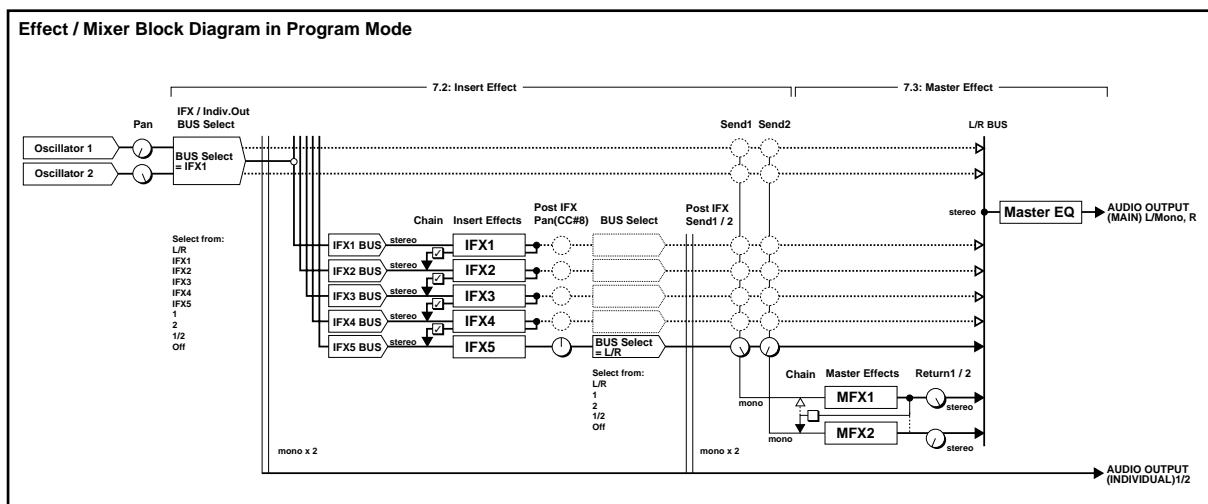 Effect / Mixer Block Diagram in Program Mode
7.2: Insert Effect
7.3: Master Effect
IFX / Indiv.Out
BUS Select
Pan
Send1
Send2
L/R BUS
Oscillator 1
Oscillator 2
BUS Select
= IFX1
stereo
Master EQ
AUDIO OUTPUT
(MAIN) L/Mono, R
Select from:
L/R
IFX1
IFX2
IFX3
IFX4
IFX5
1
2
1/2
Off
Chain
Insert Effects
Post IFX
Pan(CC#8)
BUS Select
Post IFX
Send1 / 2
IFX1 BUS
stereo
IFX1
IFX2 BUS
stereo
IFX2
IFX3 BUS
stereo
IFX3
IFX4 BUS
stereo
IFX4
IFX5 BUS
stereo
IFX5
BUS Select
= L/R
Select from:
L/R
1
2
1/2
Off
Chain
Master Effects
Return1 / 2
mono
MFX1
stereo
mono
MFX2
stereo
mono x 2
mono x 2
AUDIO OUTPUT
(INDIVIDUAL)1/2